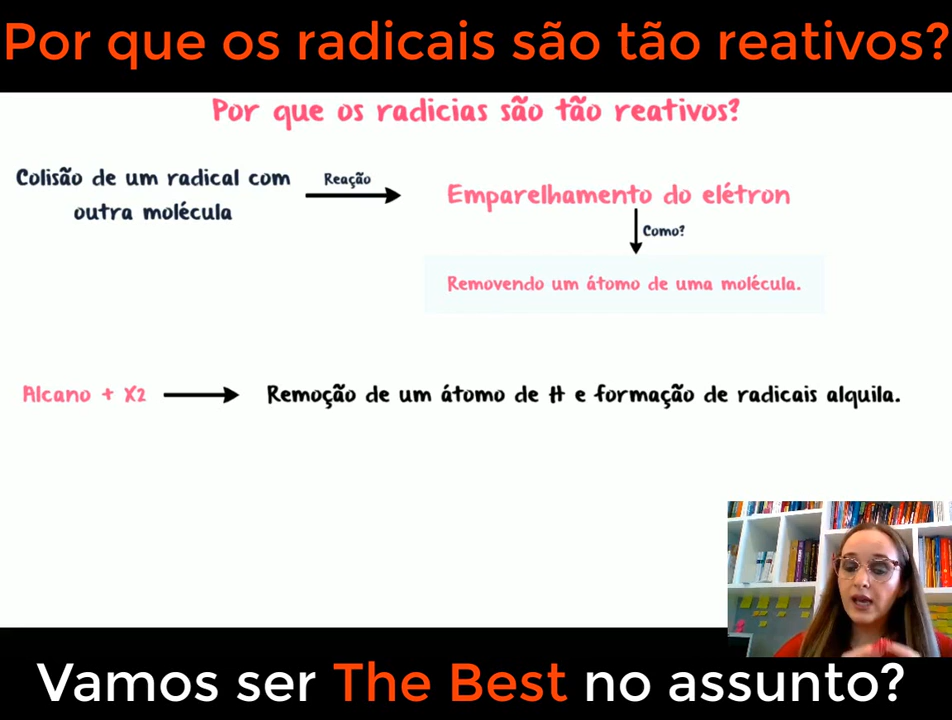 Por que os radicais são tão reativos?
Por que os radicias são tão reativos?
Colisão de um radical com
outra molécula
Reação
Emparelhamento do elétron
Como?
Removendo um átomo de uma molécula.
Alcano + X2
Remoção de um átomo de H e formação de radicais alquila.
Vamos ser The Best no assunto?